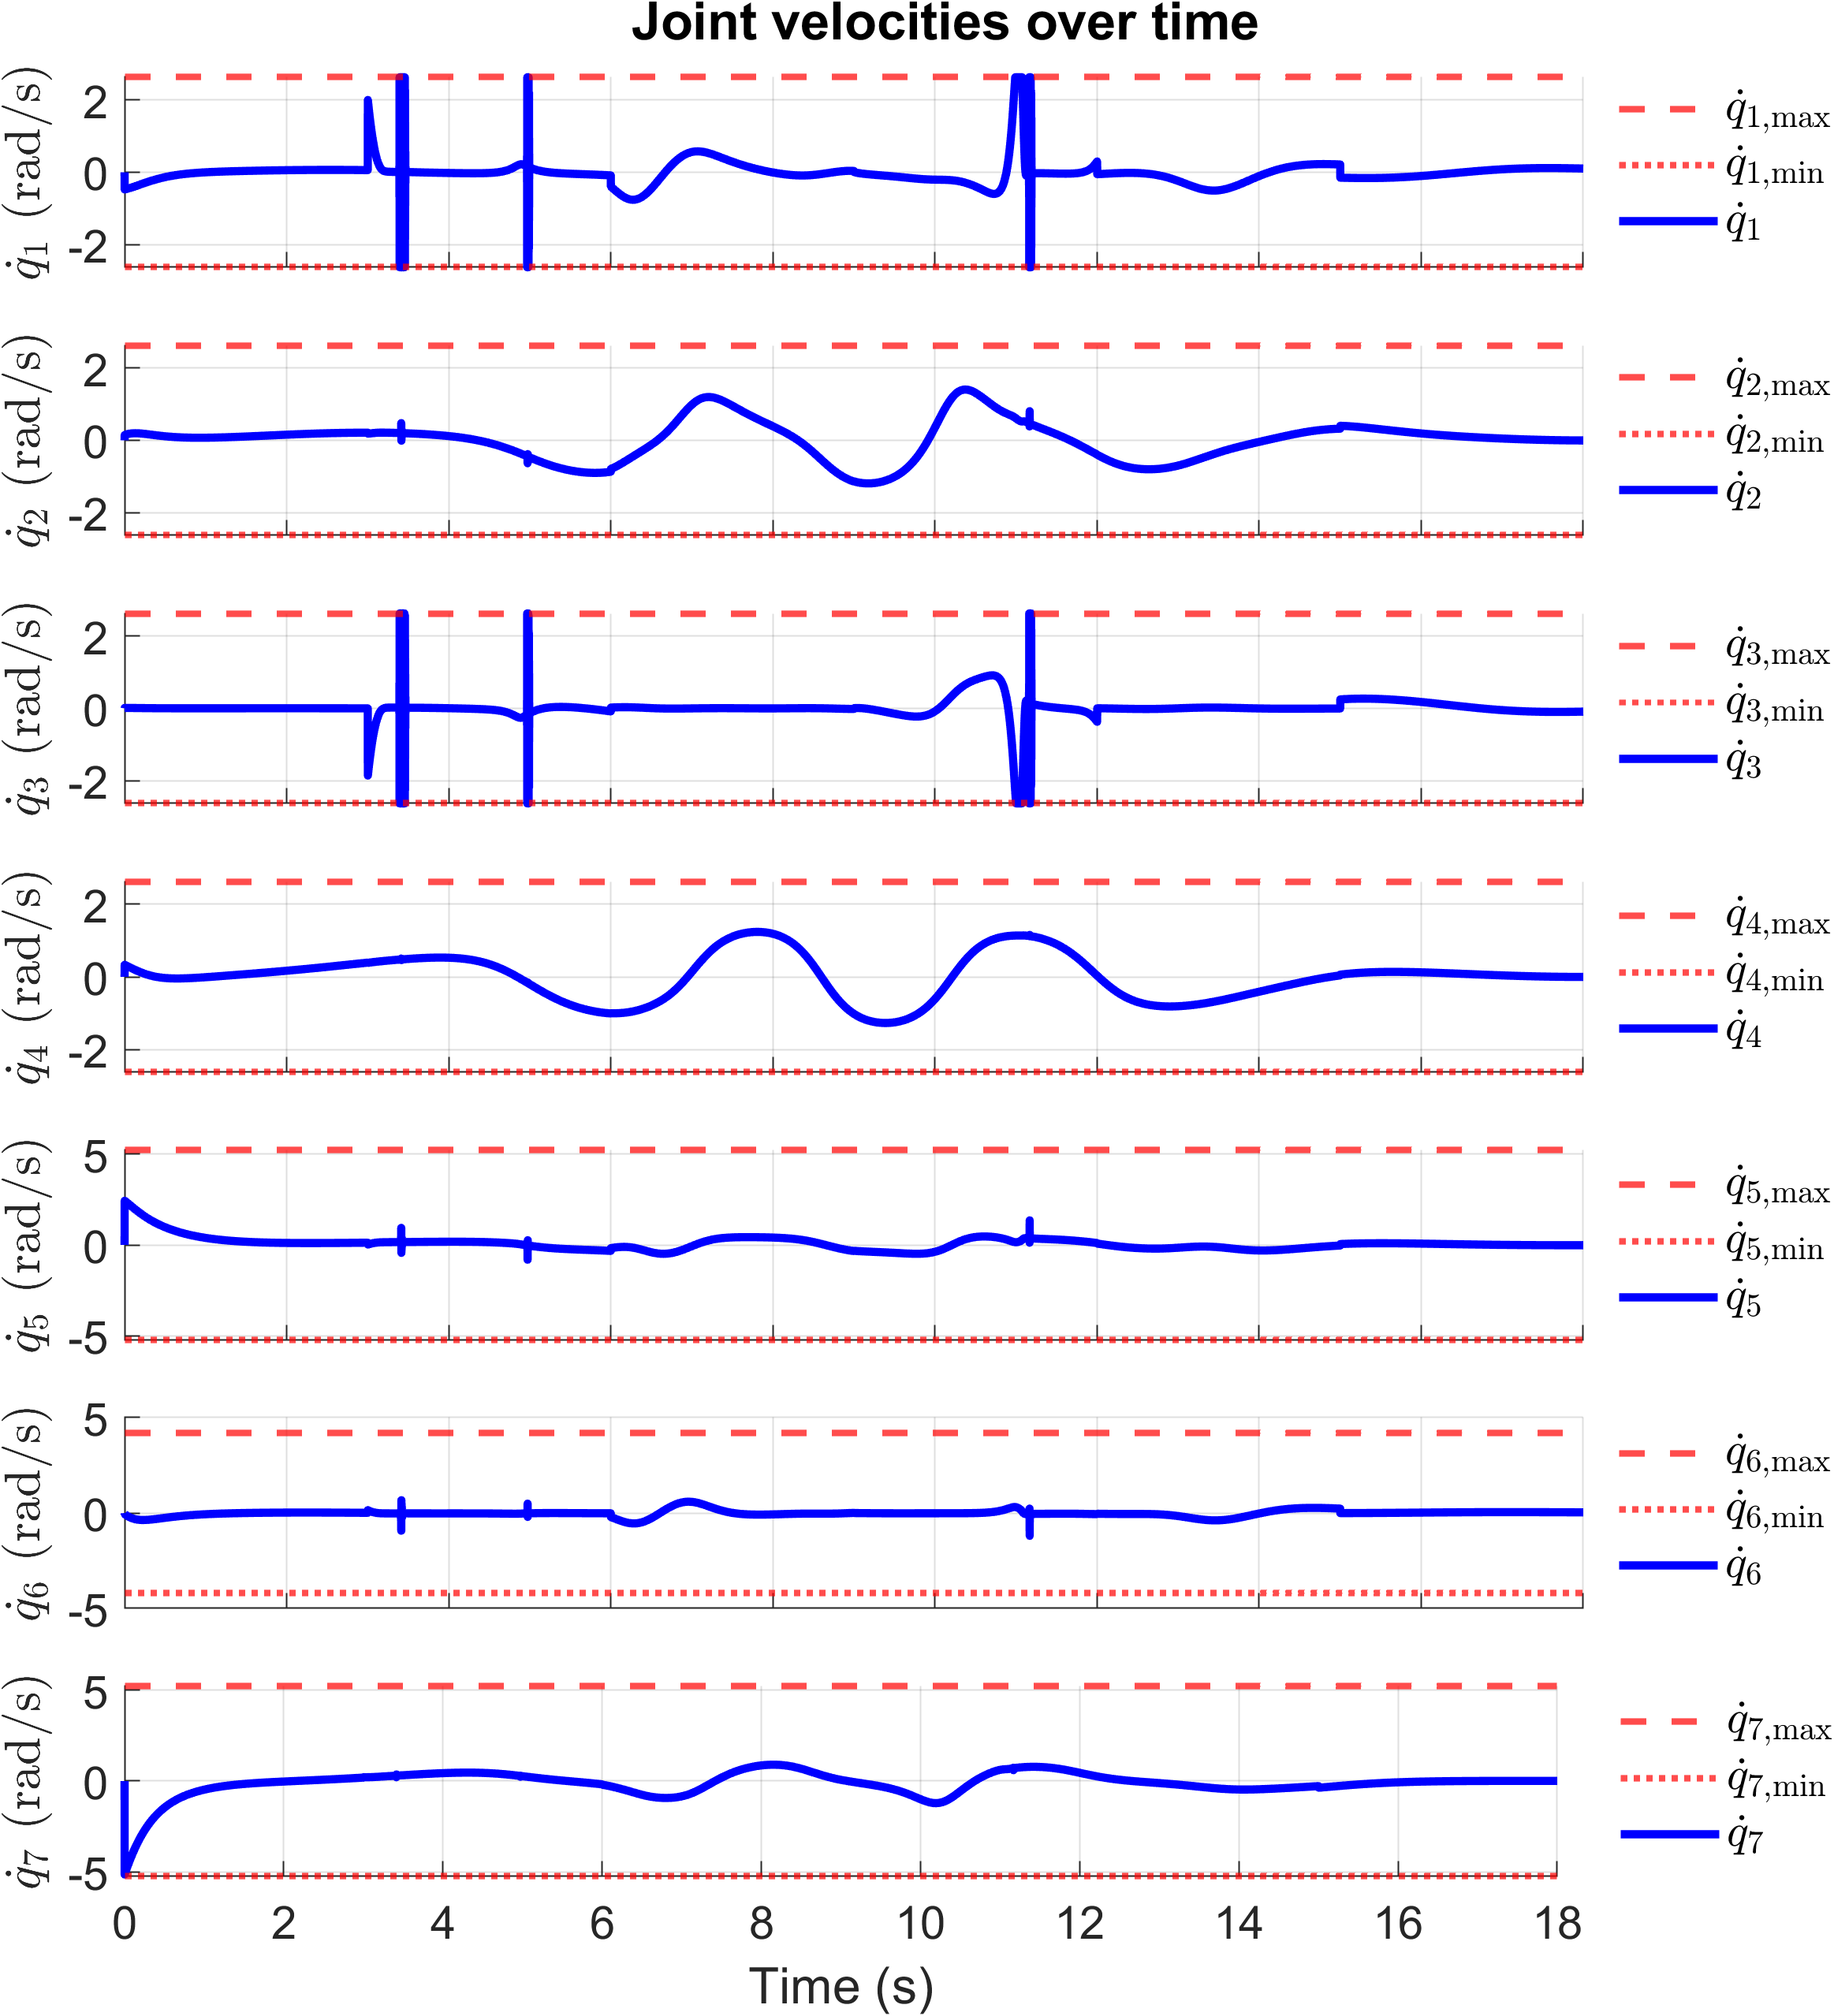 Joint velocities over time
q̇1 (rad/s)
2
0
-2
q̇1,max
q̇1,min
q̇1
q̇2 (rad/s)
2
0
-2
q̇2,max
q̇2,min
q̇2
q̇3 (rad/s)
2
0
-2
q̇3,max
q̇3,min
q̇3
q̇4 (rad/s)
2
0
-2
q̇4,max
q̇4,min
q̇4
q̇5 (rad/s)
5
0
-5
q̇5,max
q̇5,min
q̇5
q̇6 (rad/s)
5
0
-5
q̇6,max
q̇6,min
q̇6
q̇7 (rad/s)
5
0
-5
q̇7,max
q̇7,min
q̇7
0 2 4 6 8 10 12 14 16 18
Time (s)